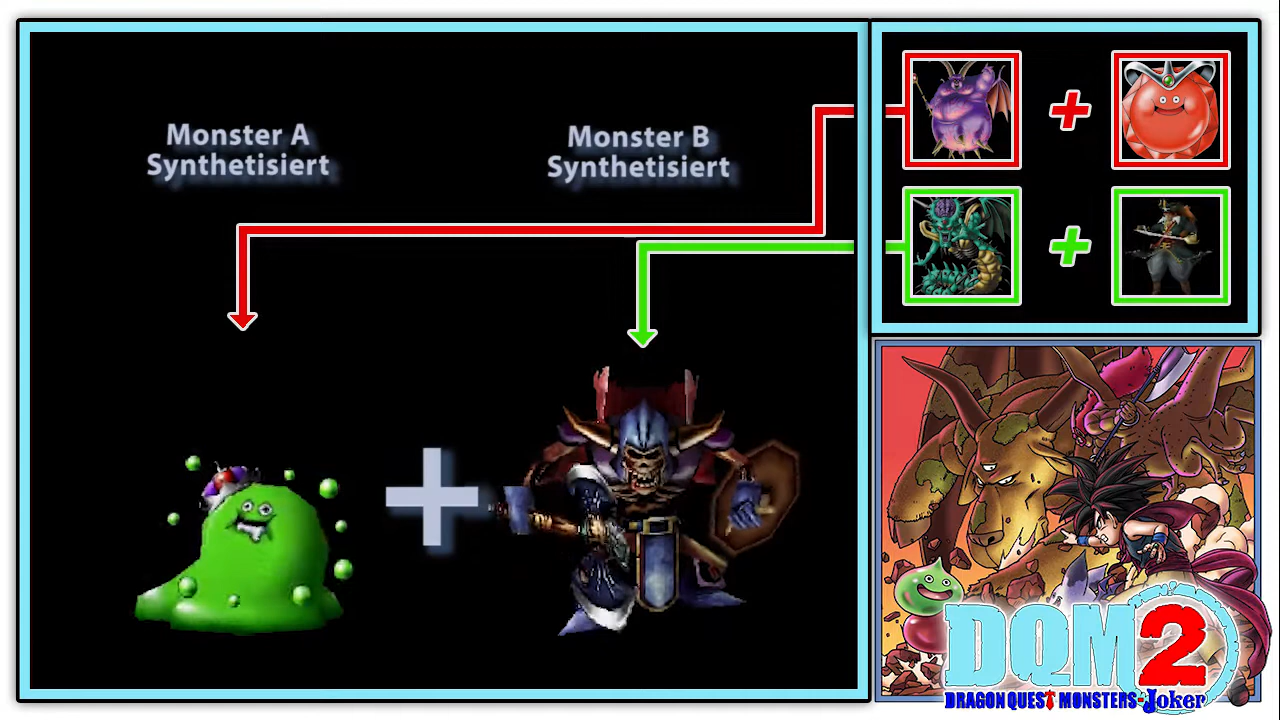 Monster A
Synthetisiert
Monster B
Synthetisiert
DQM2
DRAGON QUEST MONSTERS-Joker